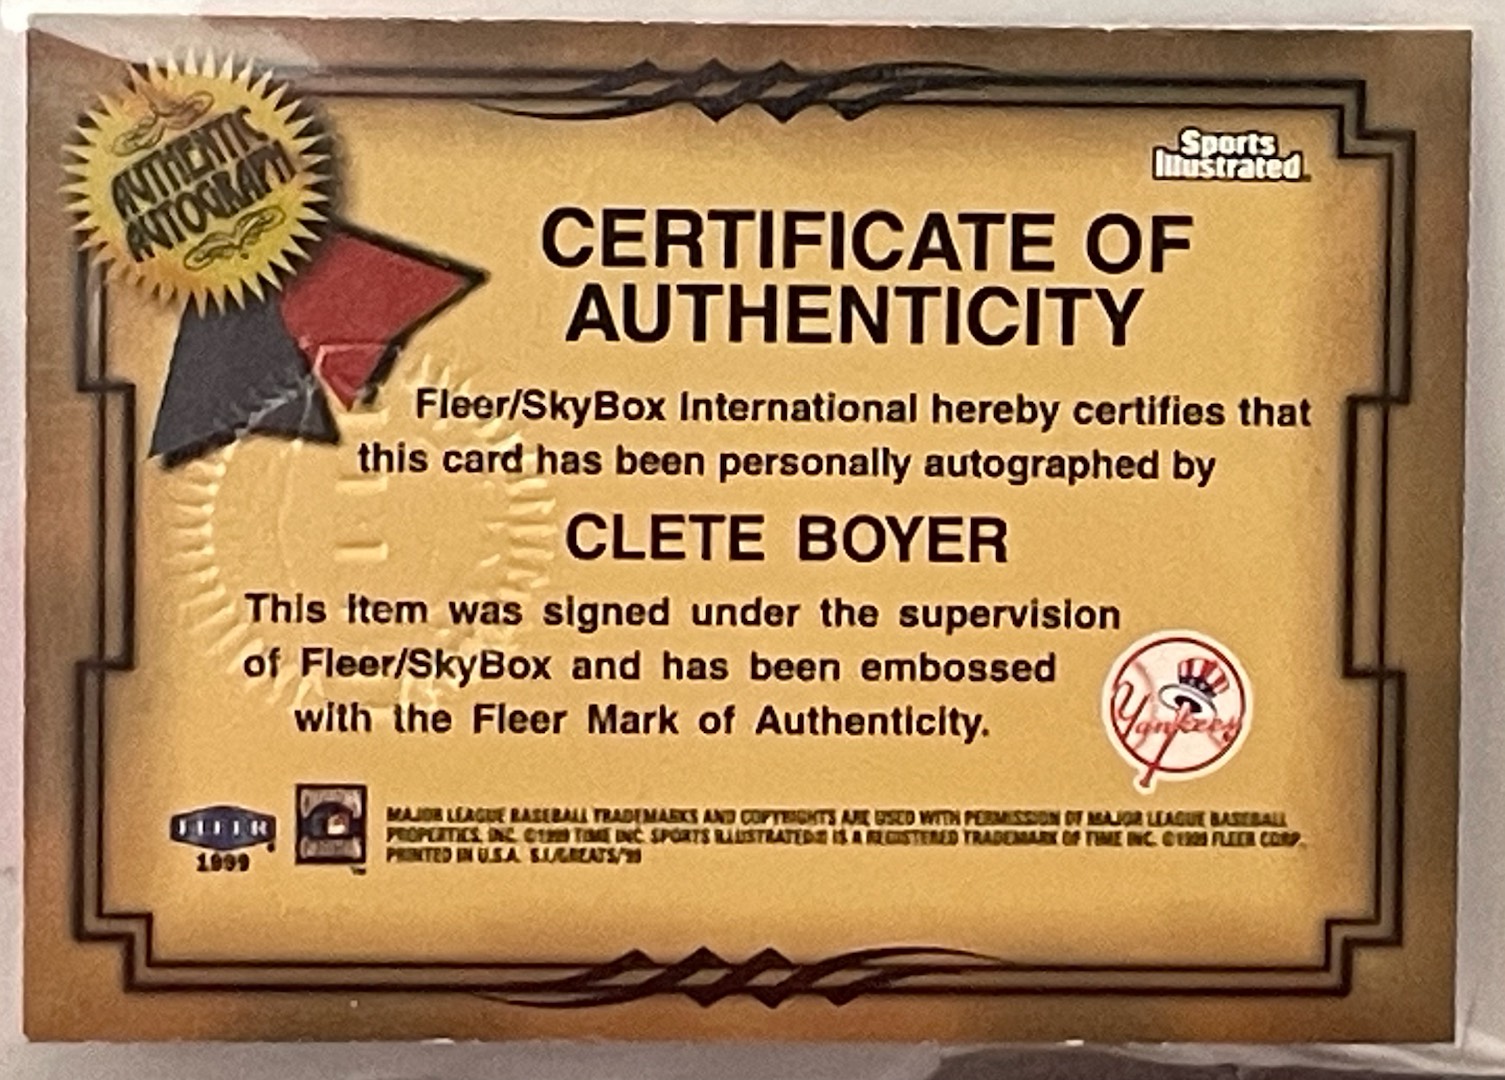 AUTHENTIC
AUTOGRAPH
Sports
Illustrated
CERTIFICATE OF
AUTHENTICITY
Fleer/SkyBox International hereby certifies that
this card has been personally autographed by
CLETE BOYER
This item was signed under the supervision
of Fleer/SkyBox and has been embossed
with the Fleer Mark of Authenticity.
Yankees
FLEER
1999
MAJOR LEAGUE BASEBALL TRADEMARKS AND COPYRIGHTS ARE USED WITH PERMISSION OF MAJOR LEAGUE BASEBALL
PROPERTIES, INC. ©1999 TIME INC. SPORTS ILLUSTRATED® IS A REGISTERED TRADEMARK OF TIME INC. ©1999 FLEER CORP.
PRINTED IN U.S.A. S.I./GREATS/'99